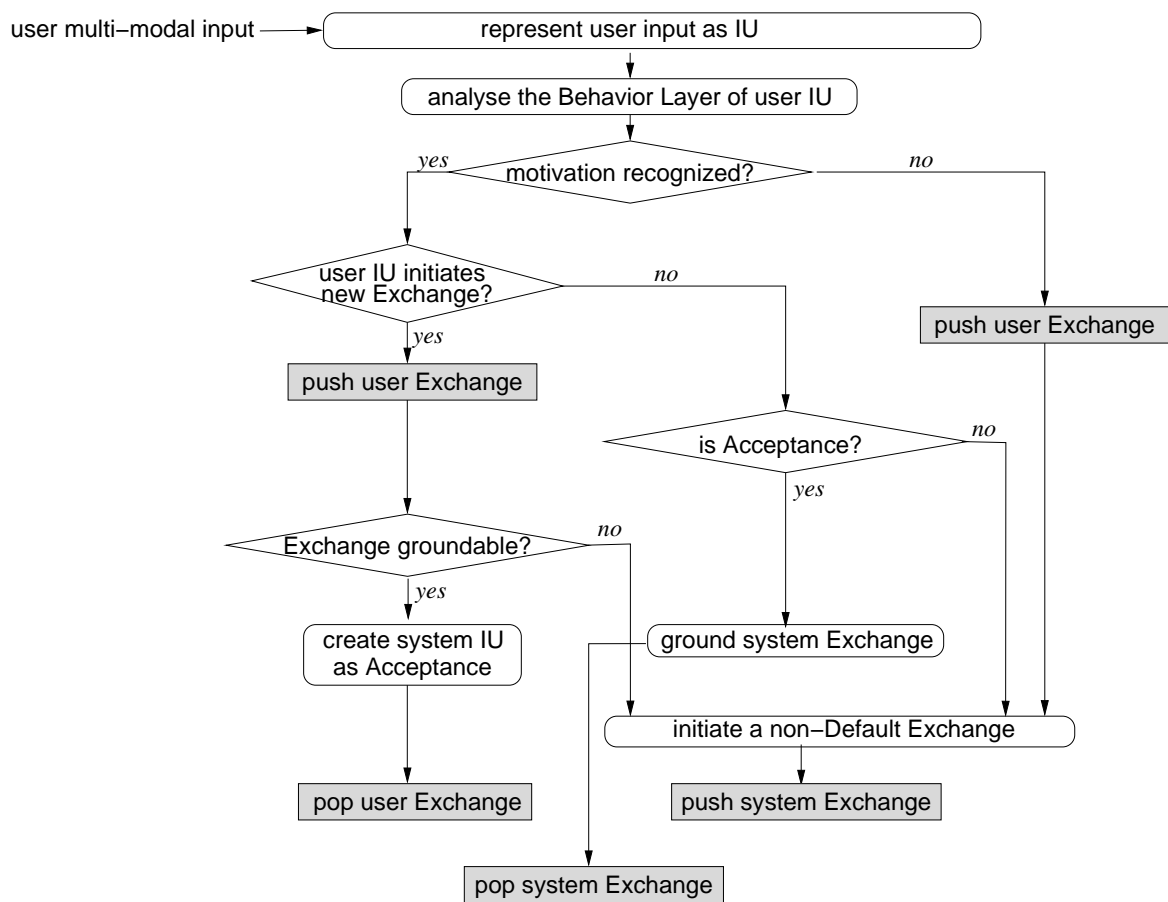 user multi−modal input
represent user input as IU
analyse the Behavior Layer of user IU
yes
motivation recognized?
no
user IU initiates
new Exchange?
no
yes
push user Exchange
push user Exchange
is Acceptance?
no
yes
Exchange groundable?
no
yes
create system IU
as Acceptance
ground system Exchange
initiate a non−Default Exchange
pop user Exchange
push system Exchange
pop system Exchange